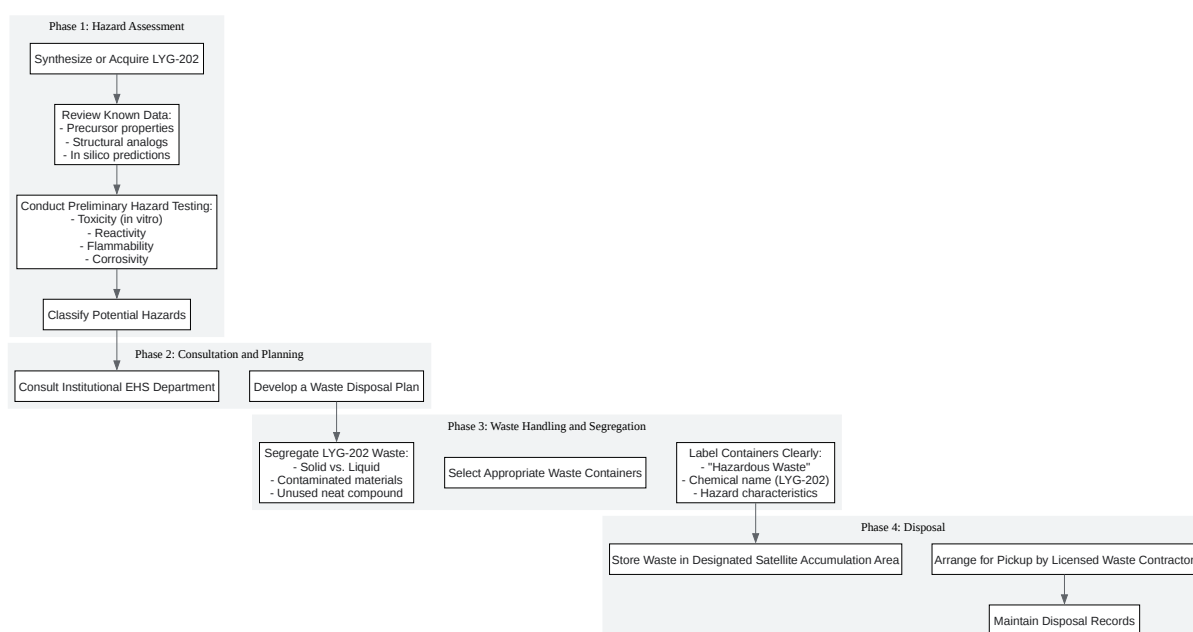 Phase 1: Hazard Assessment
Synthesize or Acquire LYG-202
Review Known Data:
- Precursor properties
- Structural analogs
- In silico predictions
Conduct Preliminary Hazard Testing:
- Toxicity (in vitro)
- Reactivity
- Flammability
- Corrosivity
Classify Potential Hazards
Phase 2: Consultation and Planning
Consult Institutional EHS Department
Develop a Waste Disposal Plan
Phase 3: Waste Handling and Segregation
Segregate LYG-202 Waste:
- Solid vs. Liquid
- Contaminated materials
- Unused neat compound
Select Appropriate Waste Containers
Label Containers Clearly:
- "Hazardous Waste"
- Chemical name (LYG-202)
- Hazard characteristics
Phase 4: Disposal
Store Waste in Designated Satellite Accumulation Area
Arrange for Pickup by Licensed Waste Contractor
Maintain Disposal Records